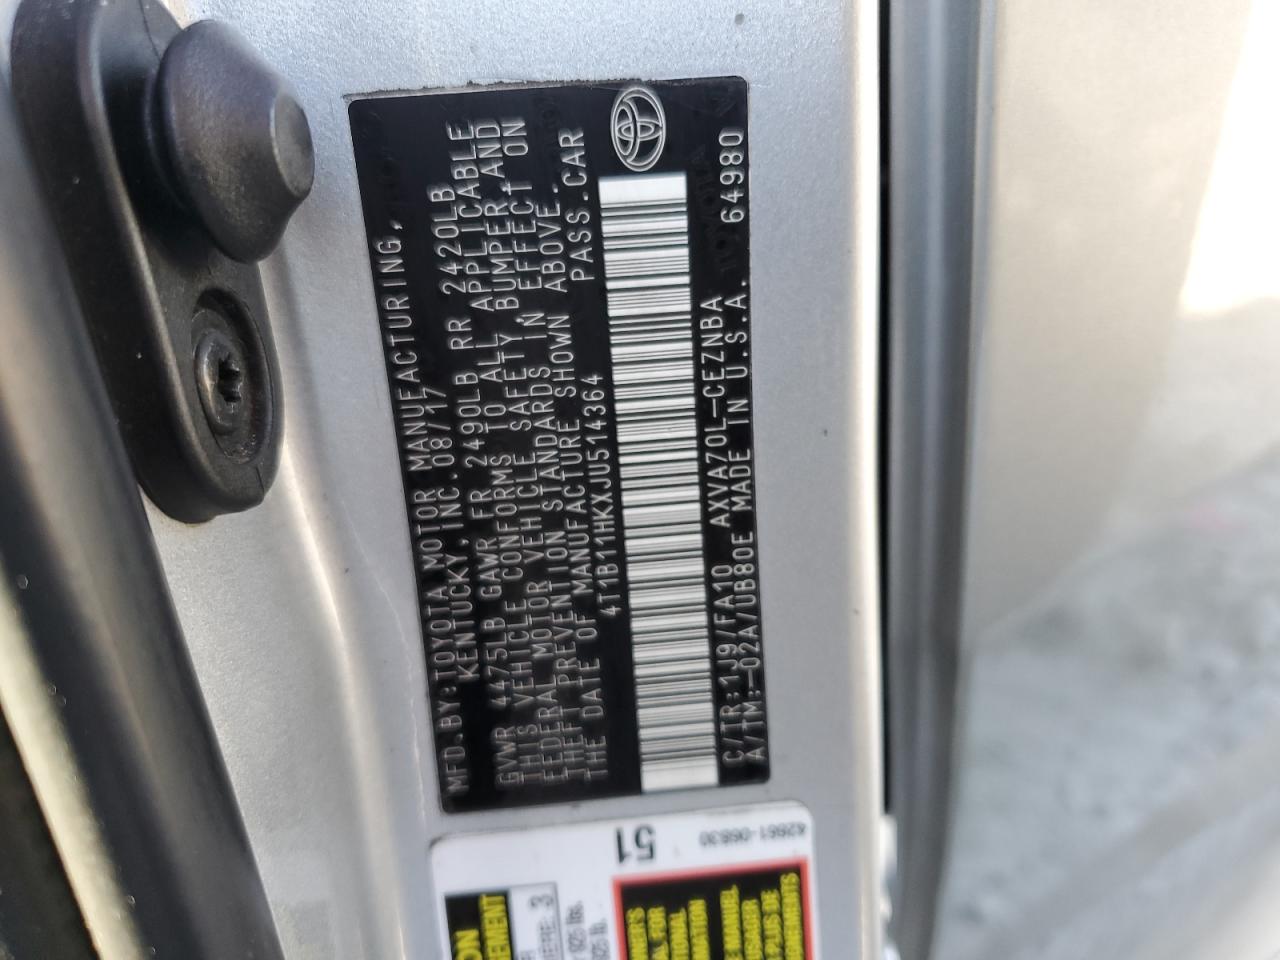 MFD.BY:TOYOTA MOTOR MANUFACTURING,
KENTUCKY, INC. 08/17
GVWR 4475LB GAWR FR 2490LB RR 2420LB
THIS VEHICLE CONFORMS TO ALL APPLICABLE
FEDERAL MOTOR VEHICLE SAFETY, BUMPER, AND
THEFT PREVENTION STANDARDS IN EFFECT ON
THE DATE OF MANUFACTURE SHOWN ABOVE.
4T1B11HKXJU514364 PASS.CAR
C/TR:1J9/FA10 AXVA70L-CEZNBA 64980
A/TM:-02A/UB80E MADE IN U.S.A.
51
42661-06830
3